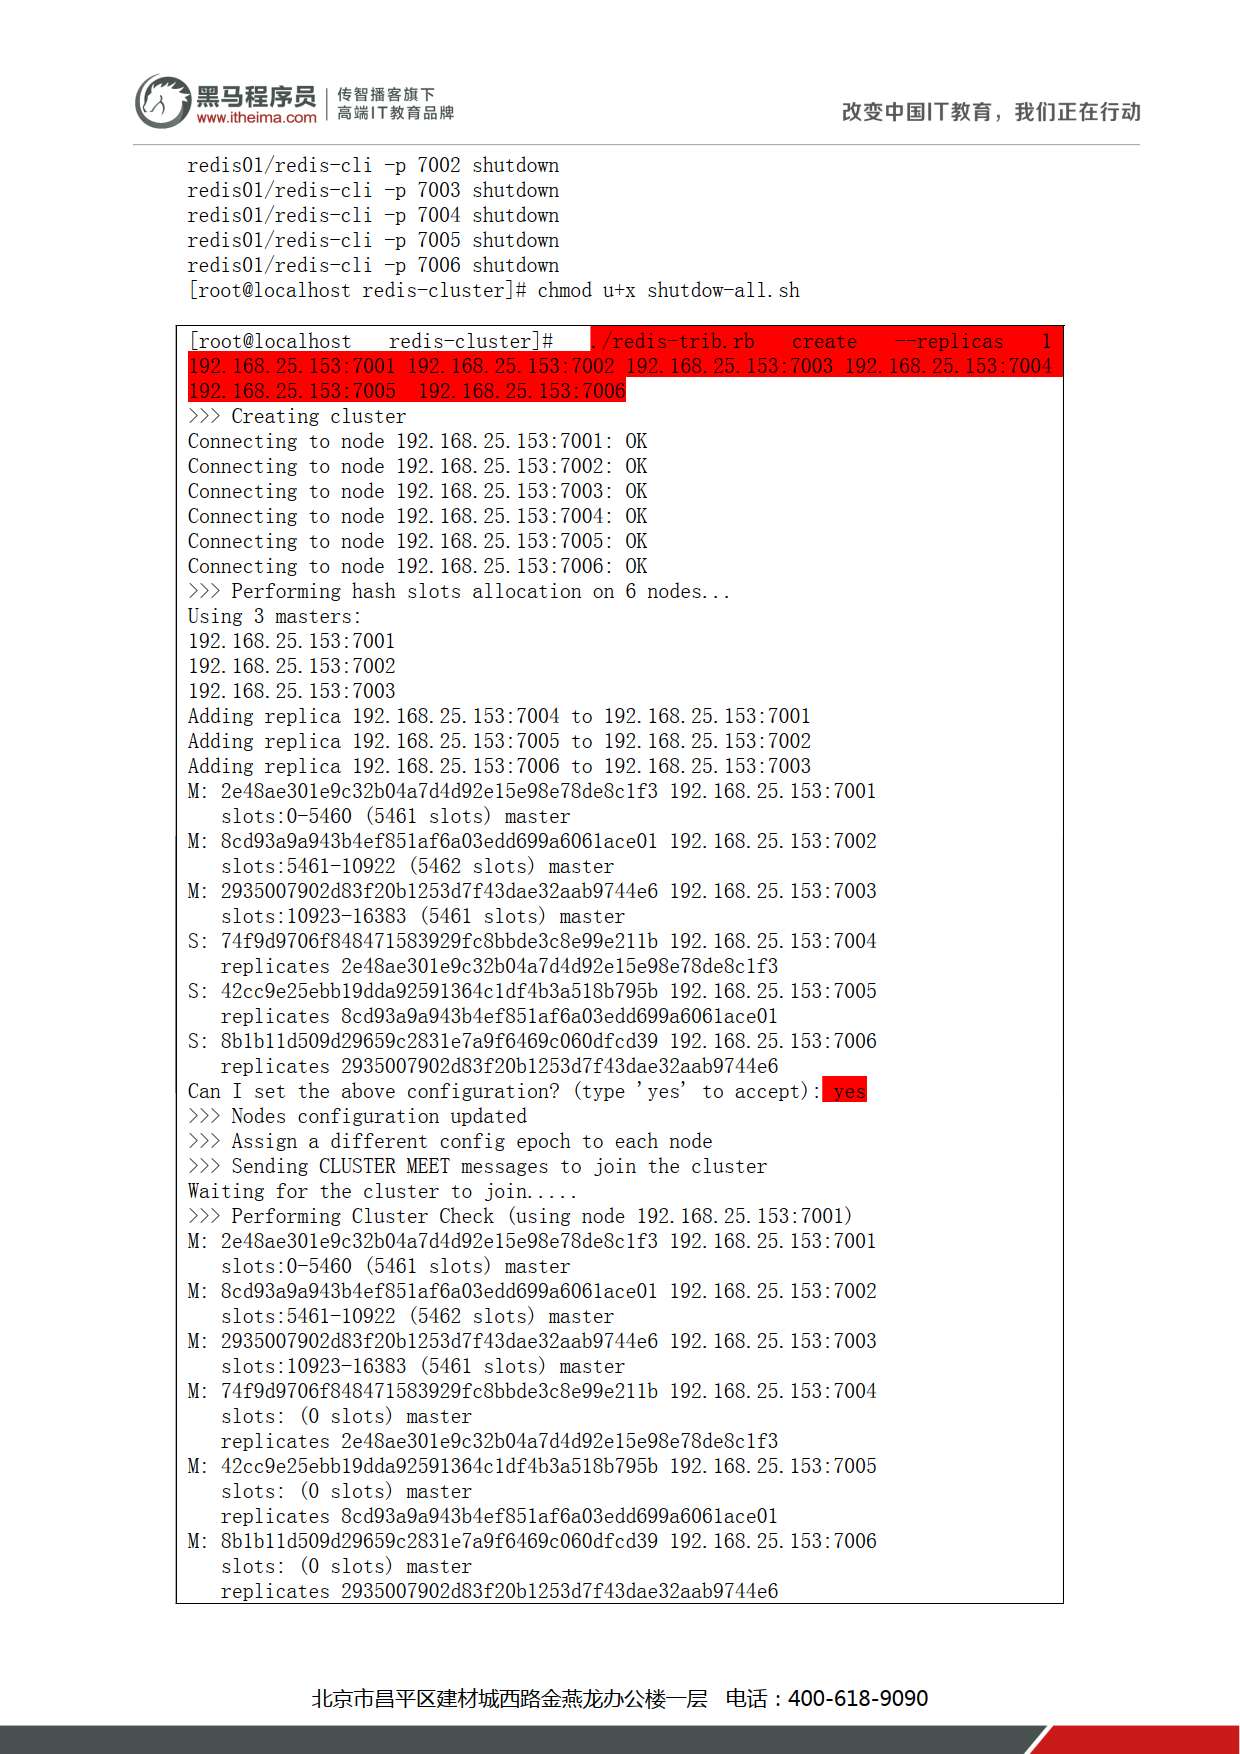 黑马程序员
www.itheima.com
传智播客旗下
高端IT教育品牌
改变中国IT教育，我们正在行动
redis01/redis-cli -p 7002 shutdown
redis01/redis-cli -p 7003 shutdown
redis01/redis-cli -p 7004 shutdown
redis01/redis-cli -p 7005 shutdown
redis01/redis-cli -p 7006 shutdown
[root@localhost redis-cluster]# chmod u+x shutdow-all.sh
[root@localhost redis-cluster]# ./redis-trib.rb create --replicas 1
192.168.25.153:7001 192.168.25.153:7002 192.168.25.153:7003 192.168.25.153:7004
192.168.25.153:7005 192.168.25.153:7006
>>> Creating cluster
Connecting to node 192.168.25.153:7001: OK
Connecting to node 192.168.25.153:7002: OK
Connecting to node 192.168.25.153:7003: OK
Connecting to node 192.168.25.153:7004: OK
Connecting to node 192.168.25.153:7005: OK
Connecting to node 192.168.25.153:7006: OK
>>> Performing hash slots allocation on 6 nodes...
Using 3 masters:
192.168.25.153:7001
192.168.25.153:7002
192.168.25.153:7003
Adding replica 192.168.25.153:7004 to 192.168.25.153:7001
Adding replica 192.168.25.153:7005 to 192.168.25.153:7002
Adding replica 192.168.25.153:7006 to 192.168.25.153:7003
M: 2e48ae301e9c32b04a7d4d92e15e98e78de8c1f3 192.168.25.153:7001
slots:0-5460 (5461 slots) master
M: 8cd93a9a943b4ef851af6a03edd699a6061ace01 192.168.25.153:7002
slots:5461-10922 (5462 slots) master
M: 2935007902d83f20b1253d7f43dae32aab9744e6 192.168.25.153:7003
slots:10923-16383 (5461 slots) master
S: 74f9d9706f848471583929fc8bbde3c8e99e211b 192.168.25.153:7004
replicates 2e48ae301e9c32b04a7d4d92e15e98e78de8c1f3
S: 42cc9e25ebb19dda92591364c1df4b3a518b795b 192.168.25.153:7005
replicates 8cd93a9a943b4ef851af6a03edd699a6061ace01
S: 8b1b11d509d29659c2831e7a9f6469c060dfcd39 192.168.25.153:7006
replicates 2935007902d83f20b1253d7f43dae32aab9744e6
Can I set the above configuration? (type 'yes' to accept): yes
>>> Nodes configuration updated
>>> Assign a different config epoch to each node
>>> Sending CLUSTER MEET messages to join the cluster
Waiting for the cluster to join.....
>>> Performing Cluster Check (using node 192.168.25.153:7001)
M: 2e48ae301e9c32b04a7d4d92e15e98e78de8c1f3 192.168.25.153:7001
slots:0-5460 (5461 slots) master
M: 8cd93a9a943b4ef851af6a03edd699a6061ace01 192.168.25.153:7002
slots:5461-10922 (5462 slots) master
M: 2935007902d83f20b1253d7f43dae32aab9744e6 192.168.25.153:7003
slots:10923-16383 (5461 slots) master
M: 74f9d9706f848471583929fc8bbde3c8e99e211b 192.168.25.153:7004
slots: (0 slots) master
replicates 2e48ae301e9c32b04a7d4d92e15e98e78de8c1f3
M: 42cc9e25ebb19dda92591364c1df4b3a518b795b 192.168.25.153:7005
slots: (0 slots) master
replicates 8cd93a9a943b4ef851af6a03edd699a6061ace01
M: 8b1b11d509d29659c2831e7a9f6469c060dfcd39 192.168.25.153:7006
slots: (0 slots) master
replicates 2935007902d83f20b1253d7f43dae32aab9744e6
北京市昌平区建材城西路金燕龙办公楼一层 电话：400-618-9090